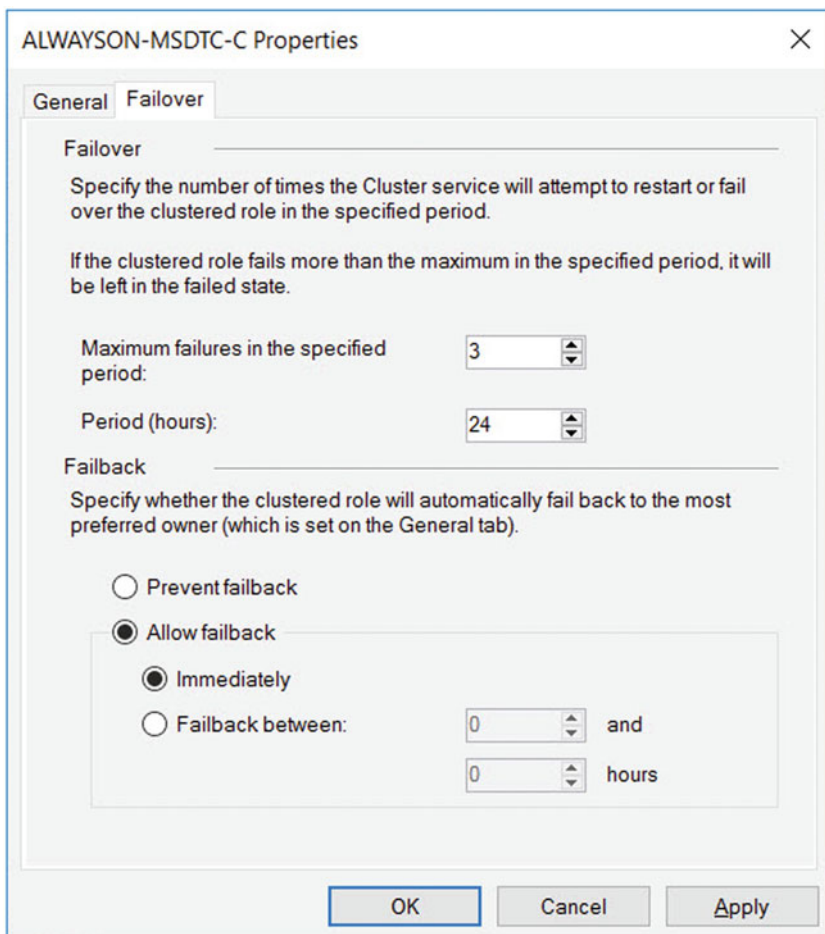 ALWAYSON-MSDTC-C Properties
General
Failover
Failover
Specify the number of times the Cluster service will attempt to restart or fail
over the clustered role in the specified period.
If the clustered role fails more than the maximum in the specified period, it will
be left in the failed state.
Maximum failures in the specified
period:
3
Period (hours):
24
Failback
Specify whether the clustered role will automatically fail back to the most
preferred owner (which is set on the General tab).
Prevent failback
Allow failback
Immediately
Failback between:
0
and
0
hours
OK
Cancel
Apply